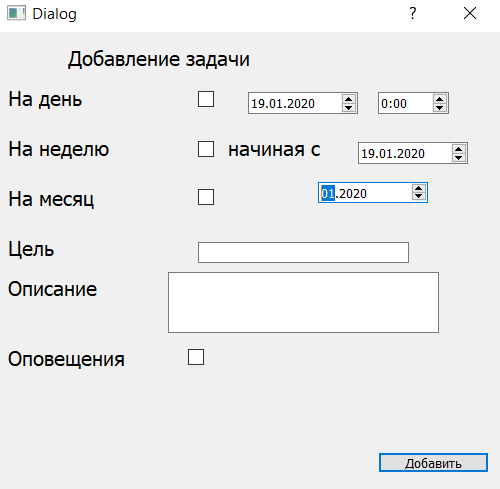 Dialog ?
Добавление задачи
На день 19.01.2020 0:00
На неделю начиная с 19.01.2020
На месяц 01.2020
Цель
Описание
Оповещения
Добавить